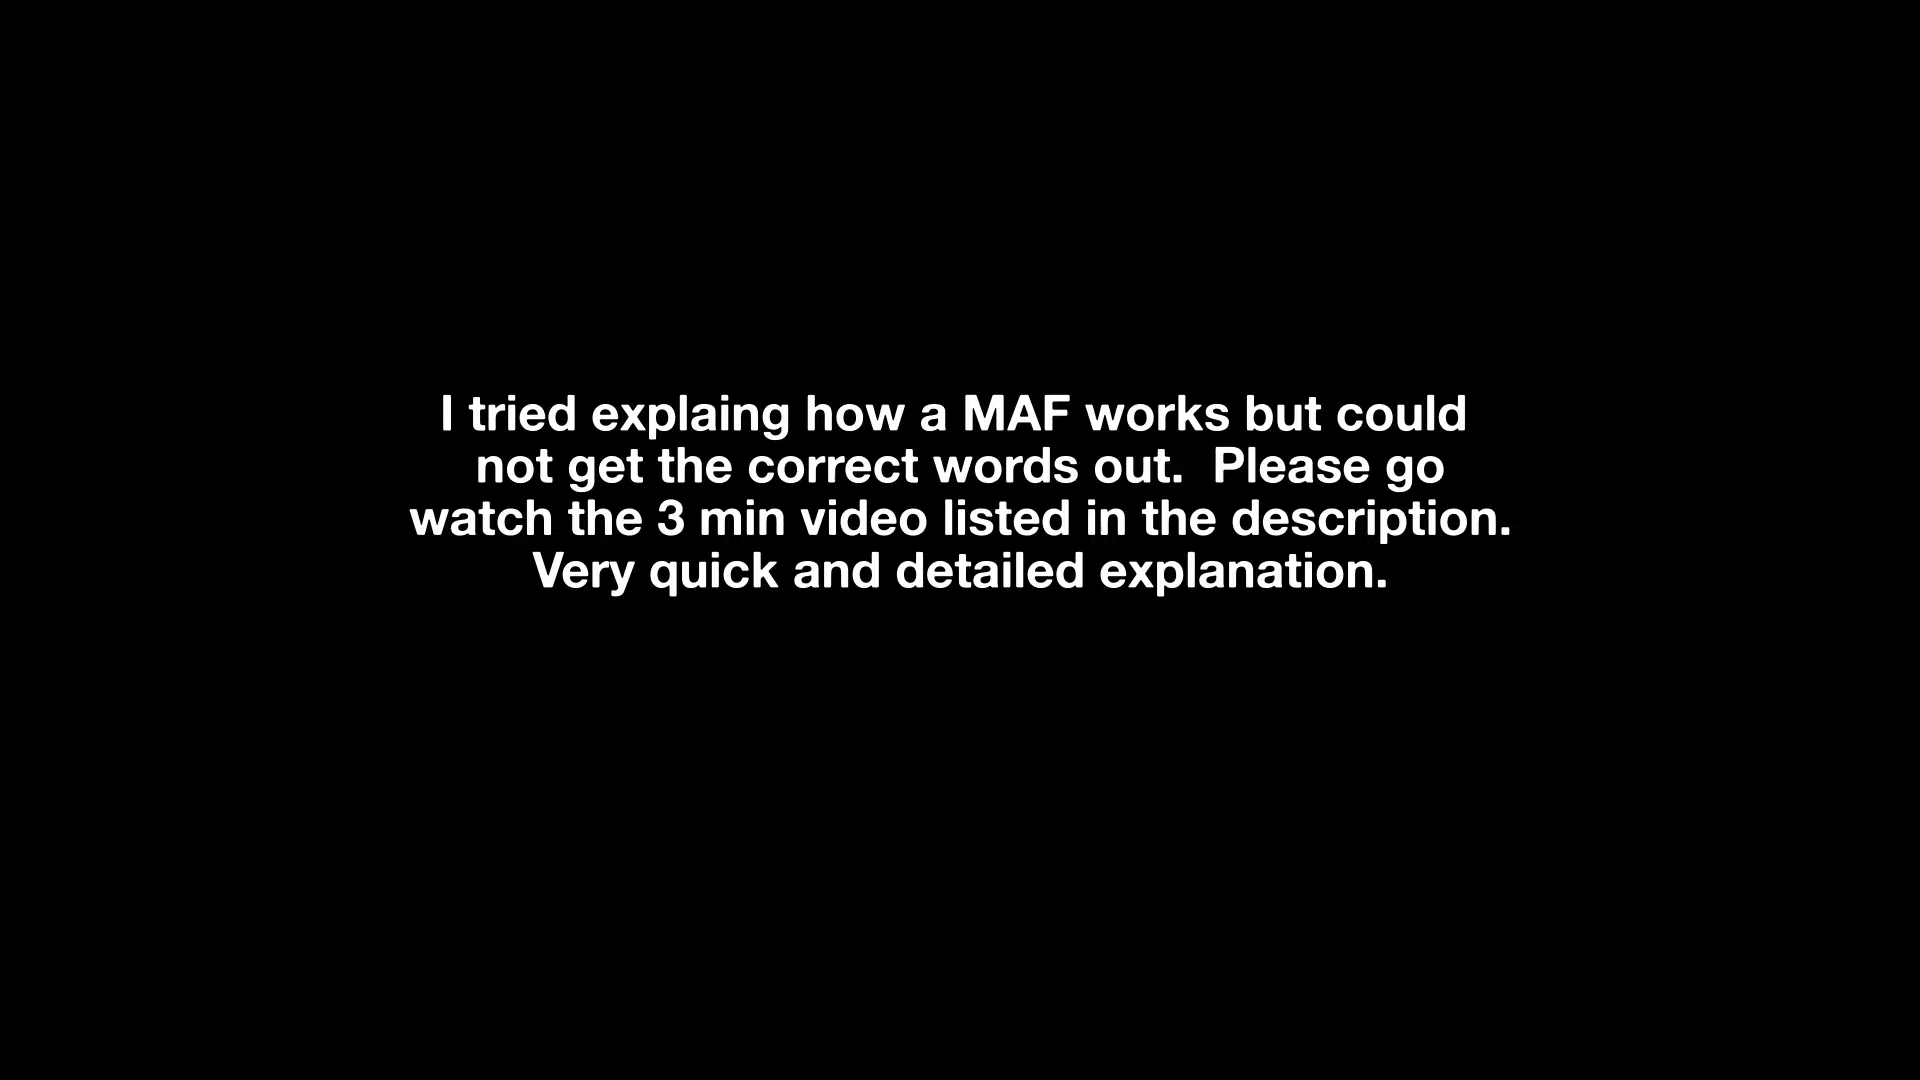 I tried explaing how a MAF works but could
not get the correct words out.  Please go
watch the 3 min video listed in the description.
Very quick and detailed explanation.